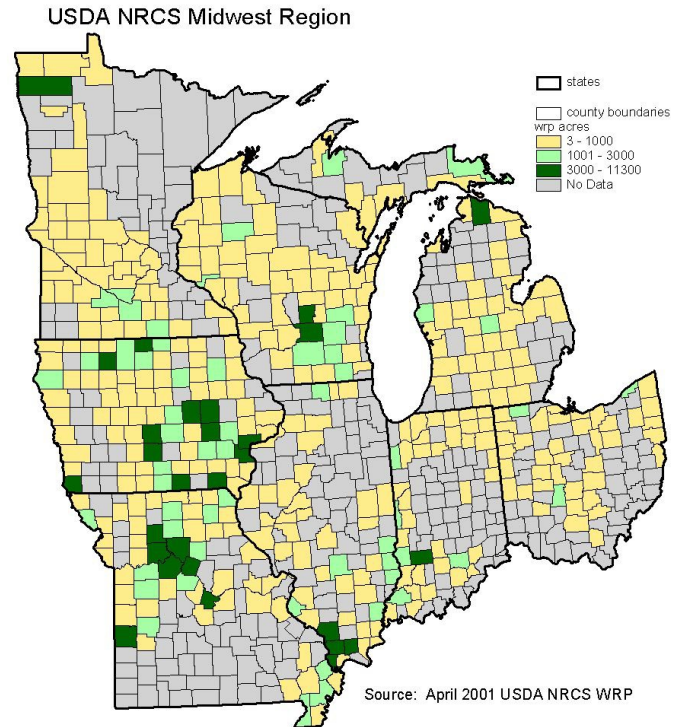 USDA NRCS Midwest Region
states
county boundaries
wrp acres
3 - 1000
1001 - 3000
3000 - 11300
No Data
Source: April 2001 USDA NRCS WRP